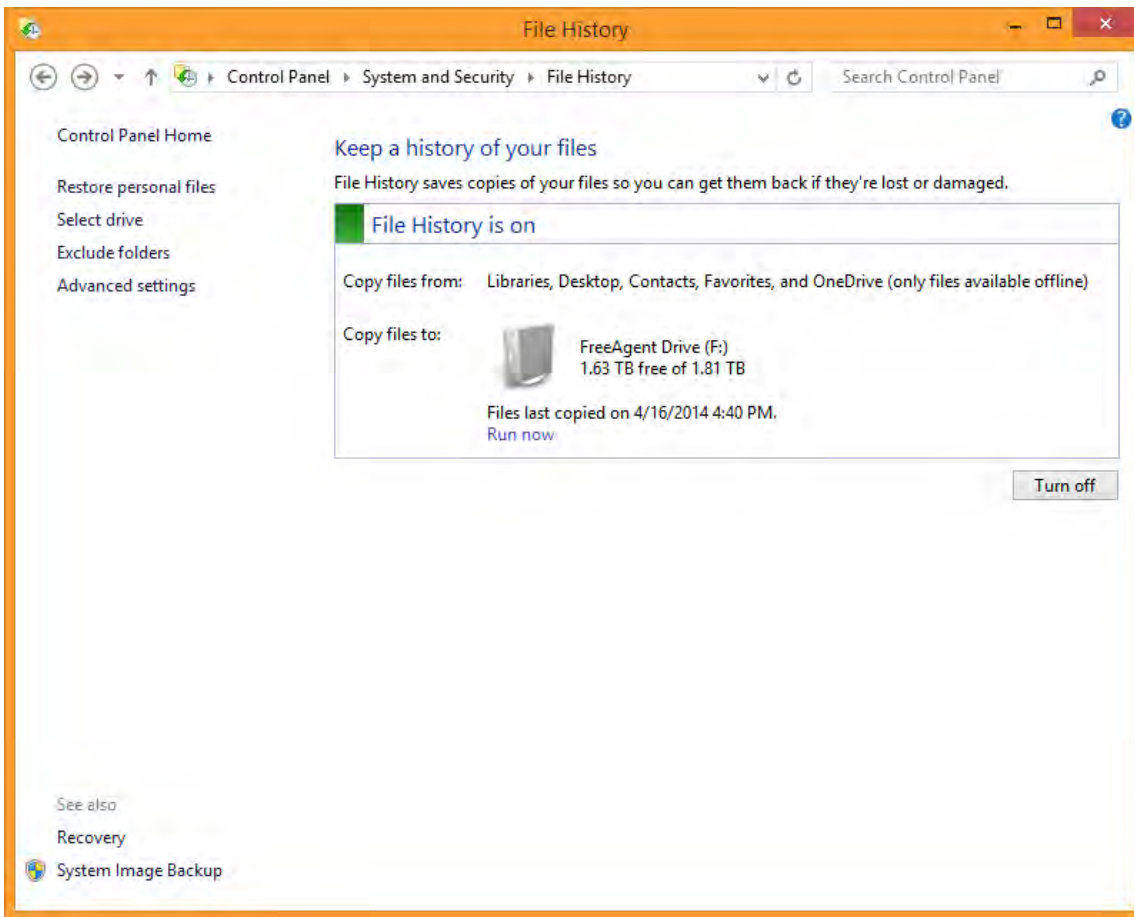 File History
Control Panel System and Security File History
Search Control Panel
Control Panel Home
Restore personal files
Select drive
Exclude folders
Advanced settings
Keep a history of your files
File History saves copies of your files so you can get them back if they're lost or damaged.
File History is on
Copy files from: Libraries, Desktop, Contacts, Favorites, and OneDrive (only files available offline)
Copy files to:
FreeAgent Drive (F:)
1.63 TB free of 1.81 TB
Files last copied on 4/16/2014 4:40 PM.
Run now
Turn off
See also
Recovery
System Image Backup